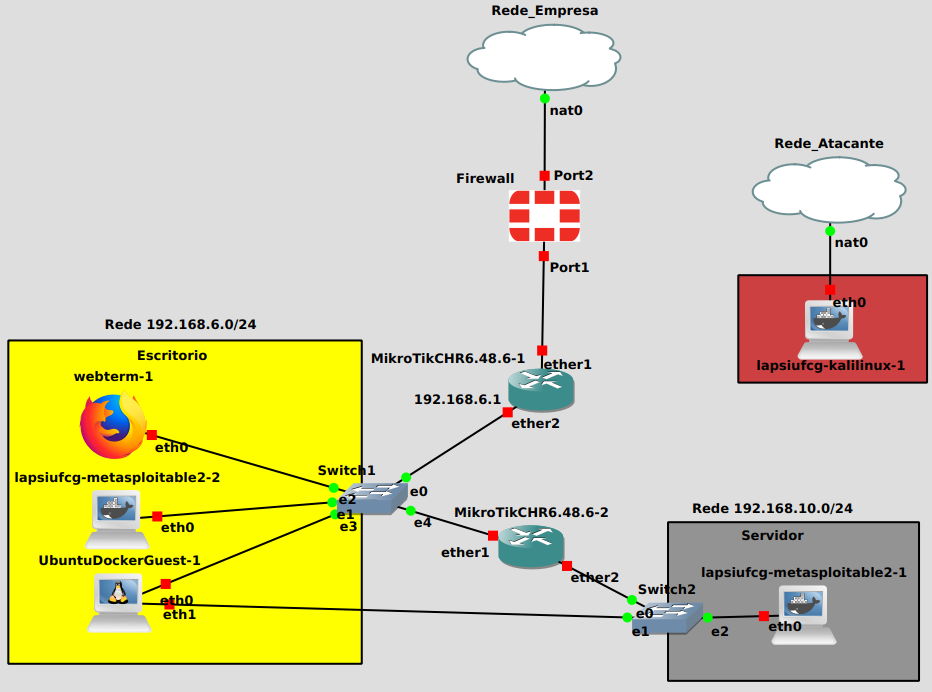 Rede_Empresa
nat0
Rede_Atacante
nat0
Firewall
Port2
Port1
eth0
lapsiufcg-kalilinux-1
Rede 192.168.6.0/24
Escritorio
webterm-1
eth0
MikroTikCHR6.48.6-1
ether1
192.168.6.1
ether2
lapsiufcg-metasploitable2-2
eth0
Switch1
e2
e1
e3
e0
e4
UbuntuDockerGuest-1
eth0
eth1
MikroTikCHR6.48.6-2
ether1
ether2
Rede 192.168.10.0/24
Servidor
lapsiufcg-metasploitable2-1
Switch2
e0
e1
e2
eth0